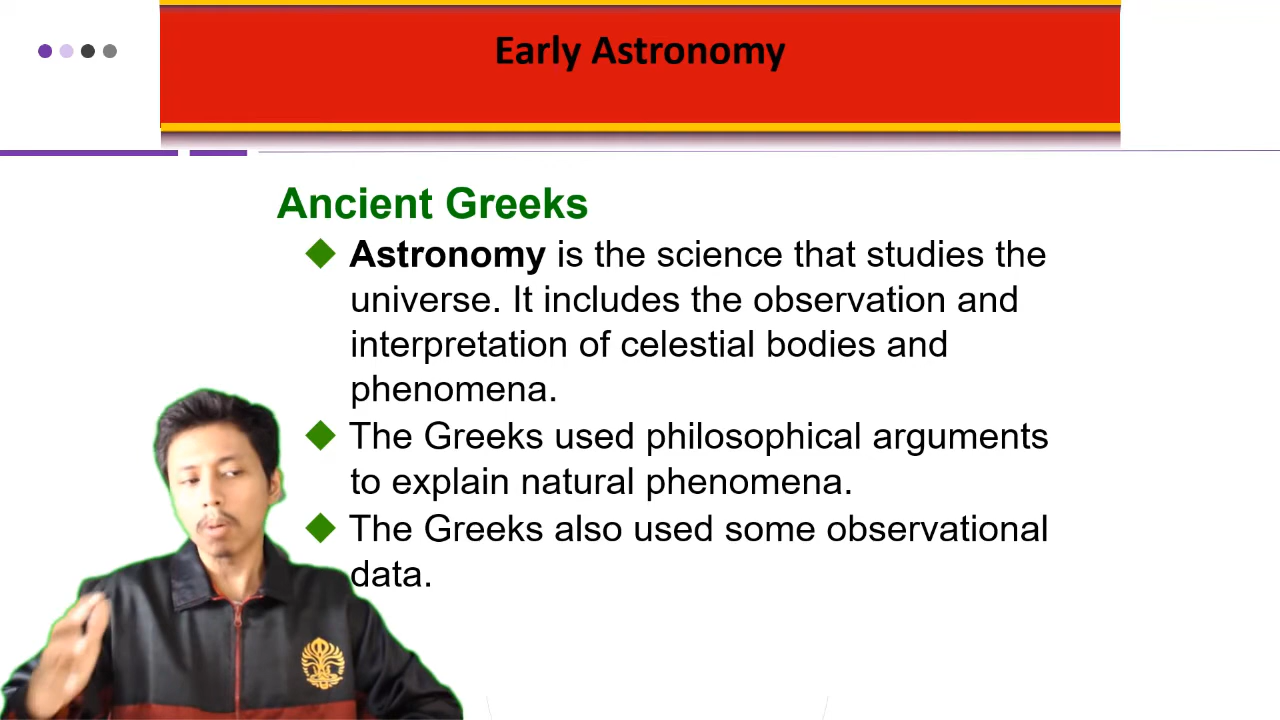 Early Astronomy
Ancient Greeks
Astronomy is the science that studies the
universe. It includes the observation and
interpretation of celestial bodies and
phenomena.
The Greeks used philosophical arguments
to explain natural phenomena.
The Greeks also used some observational
data.